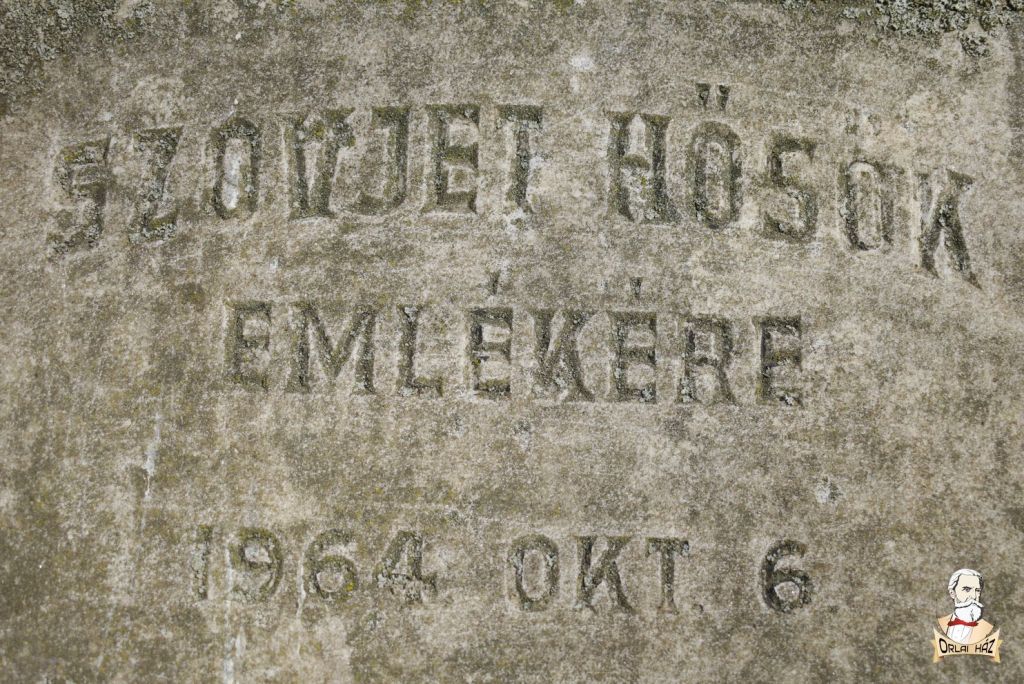 SZOVJET HŐSÖK
EMLÉKÉRE
1964 OKT. 6
ORLAI HÁZ